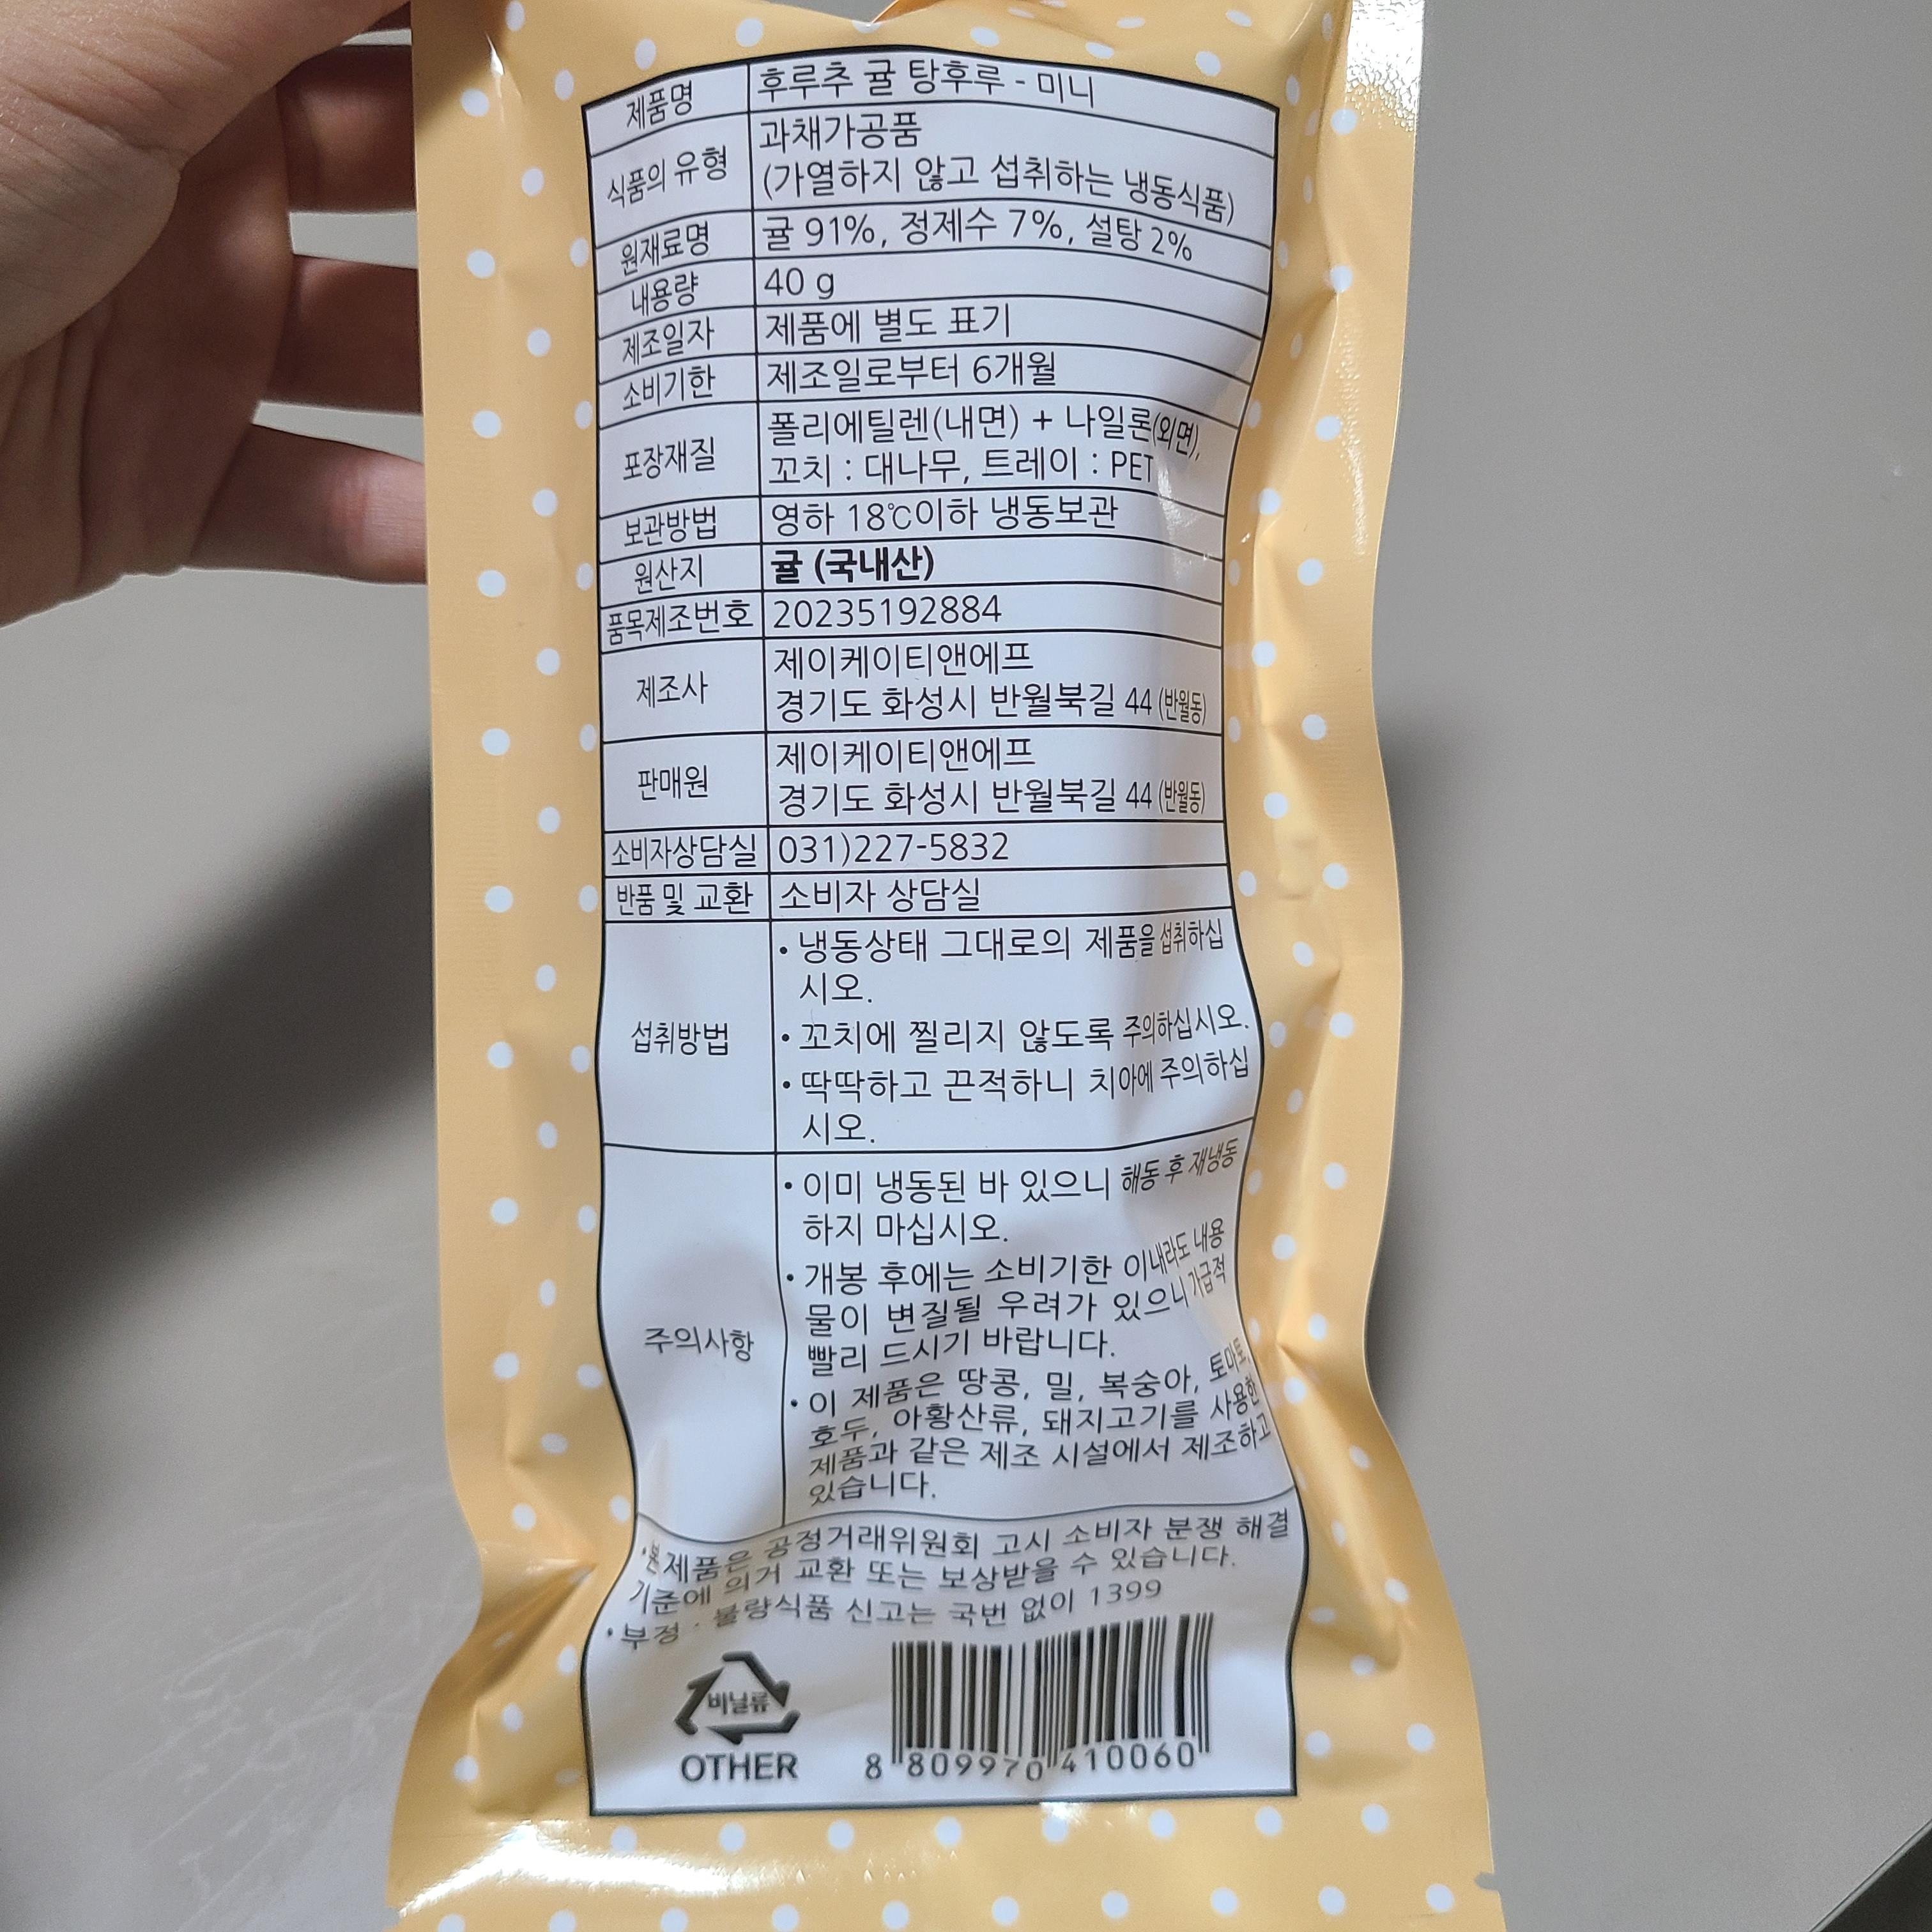 제품명 후루추 귤 탕후루 - 미니
식품의 유형 과채가공품
(가열하지 않고 섭취하는 냉동식품)
원재료명 귤 91%, 정제수 7%, 설탕 2%
내용량 40 g
제조일자 제품에 별도 표기
소비기한 제조일로부터 6개월
포장재질 폴리에틸렌(내면) + 나일론(외면),
꼬치 : 대나무, 트레이 : PET
보관방법 영하 18℃이하 냉동보관
원산지 귤 (국내산)
품목제조번호 20235192884
제조사 제이케이티앤에프
경기도 화성시 반월북길 44 (반월동)
판매원 제이케이티앤에프
경기도 화성시 반월북길 44 (반월동)
소비자상담실 031)227-5832
반품 및 교환 소비자 상담실
섭취방법 • 냉동상태 그대로의 제품을 섭취하십
시오.
• 꼬치에 찔리지 않도록 주의하십시오.
• 딱딱하고 끈적하니 치아에 주의하십
시오.
주의사항 • 이미 냉동된 바 있으니 해동 후 재냉동
하지 마십시오.
• 개봉 후에는 소비기한 이내라도 내용
물이 변질될 우려가 있으니 가급적
빨리 드시기 바랍니다.
• 이 제품은 땅콩, 밀, 복숭아, 토마토,
호두, 아황산류, 돼지고기를 사용한
제품과 같은 제조 시설에서 제조하고
있습니다.
• 본 제품은 공정거래위원회 고시 소비자 분쟁 해결
기준에 의거 교환 또는 보상받을 수 있습니다.
• 부정 · 불량식품 신고는 국번 없이 1399
비닐류
OTHER
8 809970 410060